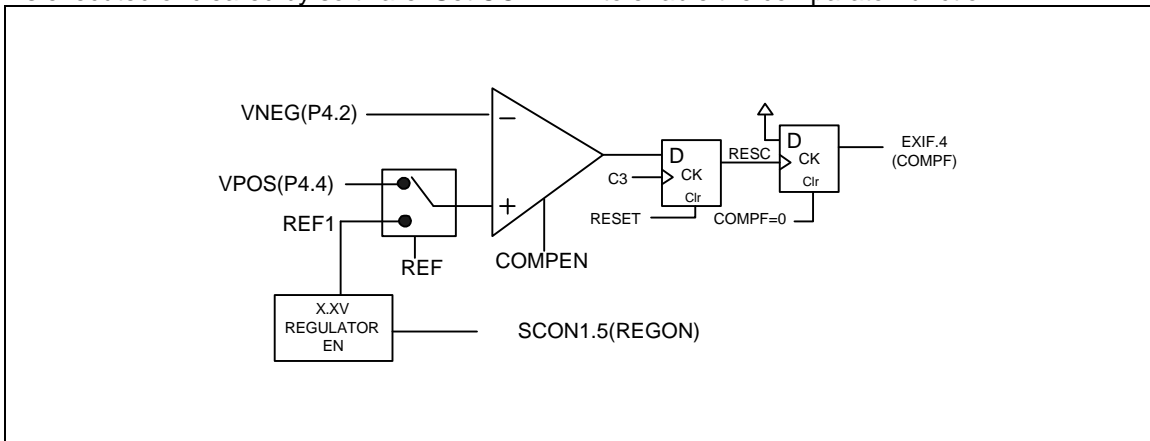 VNEG(P4.2)
−
VPOS(P4.4)
REF1
+
REF
COMPEN
X.XV
REGULATOR
EN
SCON1.5(REGON)
D
C3
CK
Clr
RESET
RESC
D
CK
Clr
COMPF=0
EXIF.4
(COMPF)